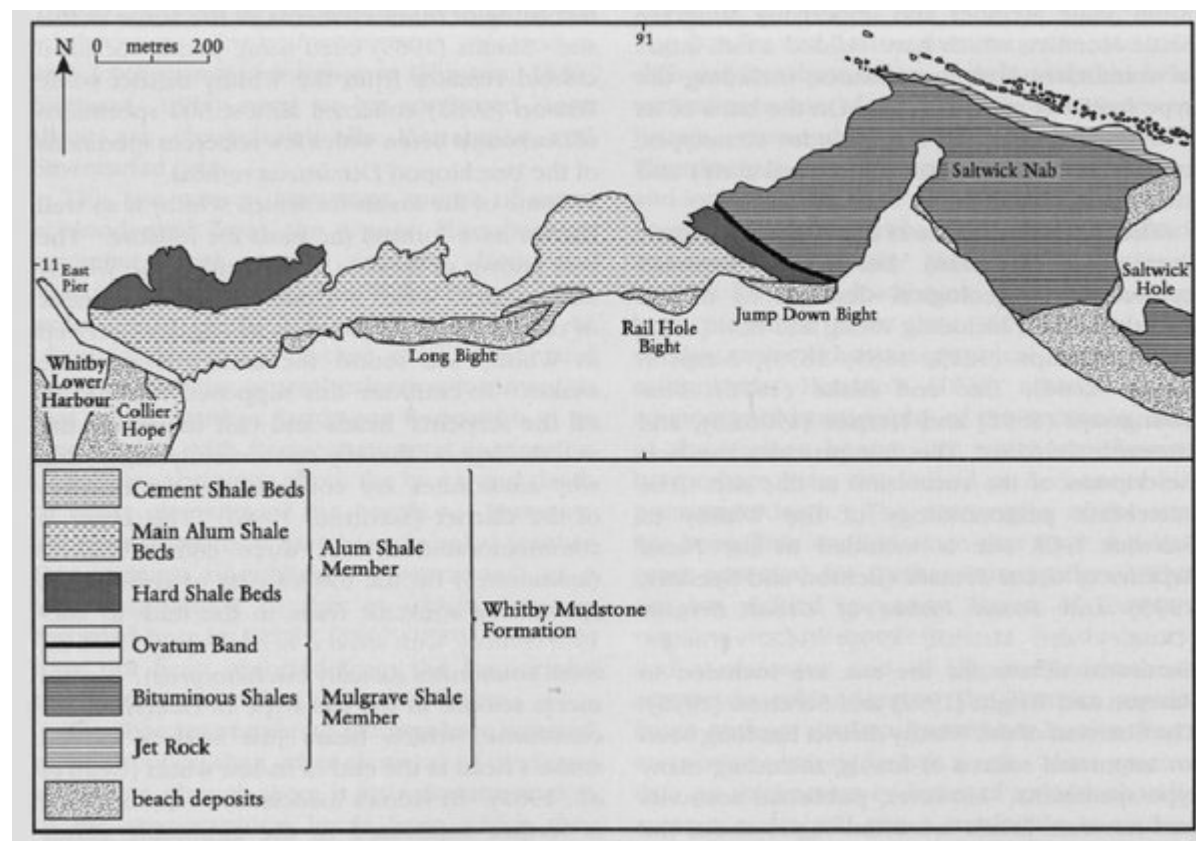 N
0 metres 200
91
Saltwick Nab
-11
East
Pier
Saltwick
Hole
Jump Down Bight
Rail Hole
Bight
Long Bight
Whitby
Lower/
Harbour
Collier
Hope
Cement Shale Beds
Main Alum Shale
Beds
Alum Shale
Member
Hard Shale Beds
Whitby Mudstone
Formation
Ovatum Band
Bituminous Shales
Mulgrave Shale
Member
Jet Rock
beach deposits